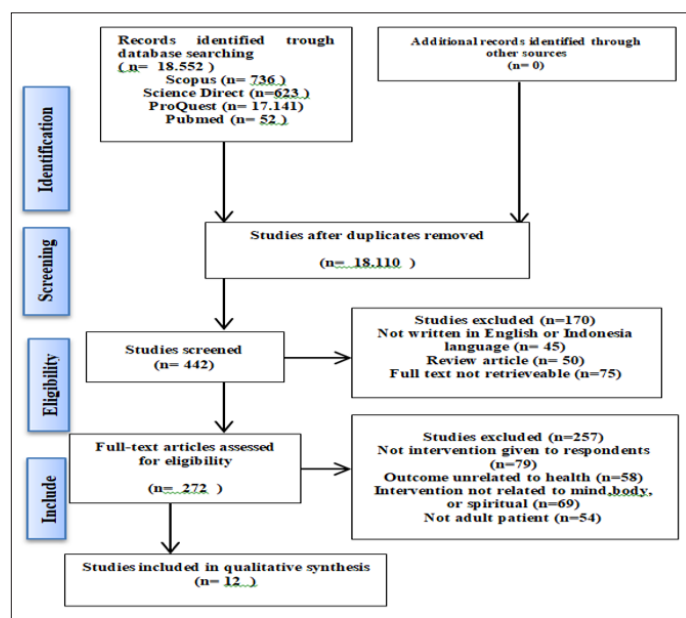 Records identified trough
database searching
( n= 18.552 )
Scopus (n= 736 )
Science Direct (n=623 )
ProQuest (n= 17.141)
Pubmed (n= 52 )
Additional records identified through
other sources
(n= 0)
Identification
Studies after duplicates removed
(n= 18.110 )
Screening
Studies screened
(n= 442)
Studies excluded (n=170)
Not written in English or Indonesia
language (n= 45)
Review article (n= 50)
Full text not retrieveable (n=75)
Eligibility
Full-text articles assessed
for eligibility
(n= 272 )
Studies excluded (n=257)
Not intervention given to respondents
(n=79)
Outcome unrelated to health (n=58)
Intervention not related to mind,body,
or spiritual (n=69)
Not adult patient (n=54)
Include
Studies included in qualitative synthesis
(n= 12 )